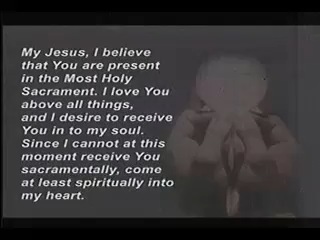 My Jesus, I believe
that You are present
in the Most Holy
Sacrament. I love You
above all things,
and I desire to receive
You in to my soul.
Since I cannot at this
moment receive You
sacramentally, come
at least spiritually into
my heart.